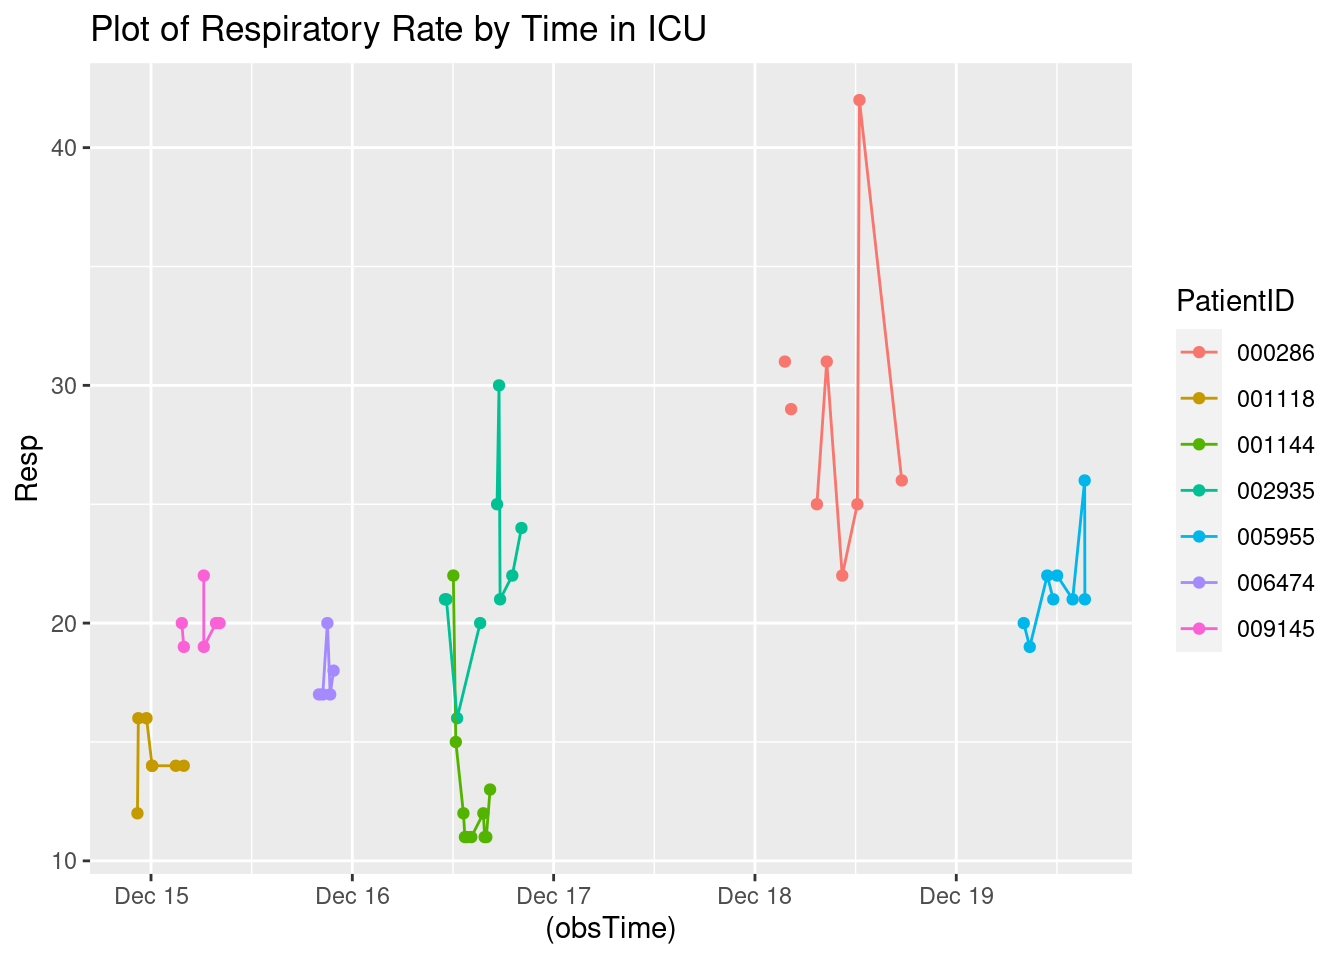 Plot of Respiratory Rate by Time in ICU
40
30
20
10
Resp
Dec 15
Dec 16
Dec 17
Dec 18
Dec 19
(obsTime)
PatientID
000286
001118
001144
002935
005955
006474
009145